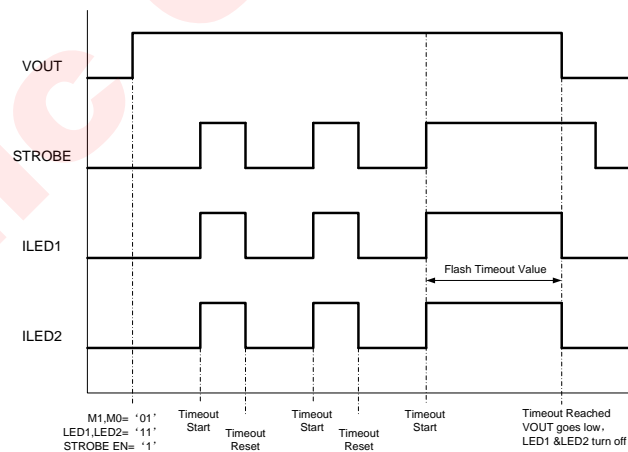 VOUT
STROBE
ILED1
Flash Timeout Value
ILED2
M1,M0= ‘01’
LED1,LED2= ‘11’
STROBE EN= ‘1’
Timeout
Start
Timeout
Reset
Timeout
Start
Timeout
Reset
Timeout
Start
Timeout Reached
VOUT goes low，
LED1 &LED2 turn off